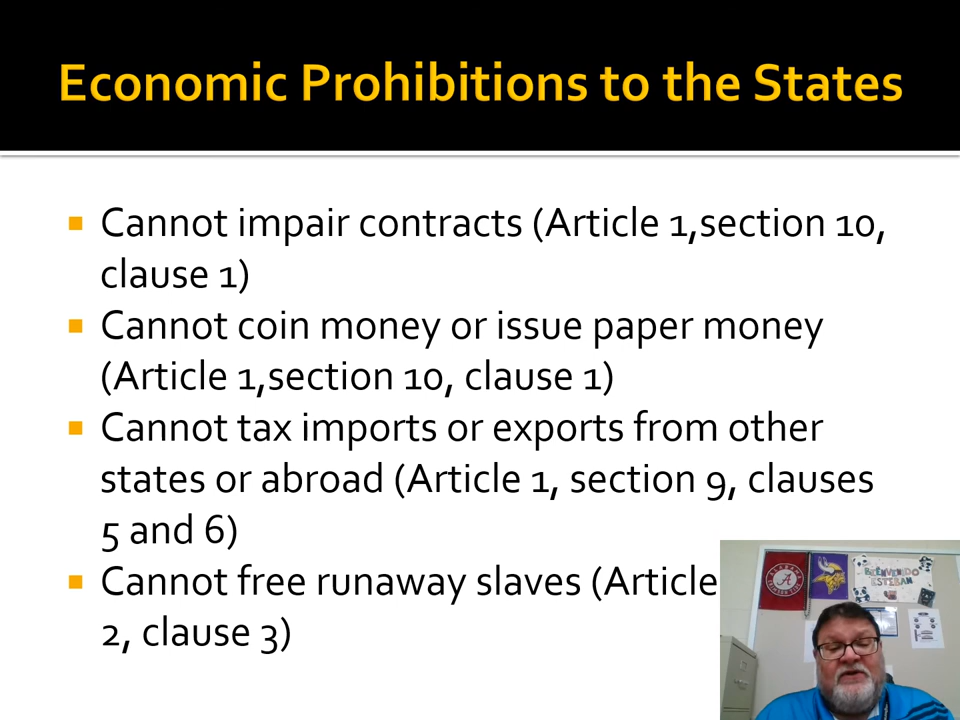 Economic Prohibitions to the States
Cannot impair contracts (Article 1,section 10,
clause 1)
Cannot coin money or issue paper money
(Article 1,section 10, clause 1)
Cannot tax imports or exports from other
states or abroad (Article 1, section 9, clauses
5 and 6)
Cannot free runaway slaves (Article
2, clause 3)
BIENVENIDO
ESTEBAN